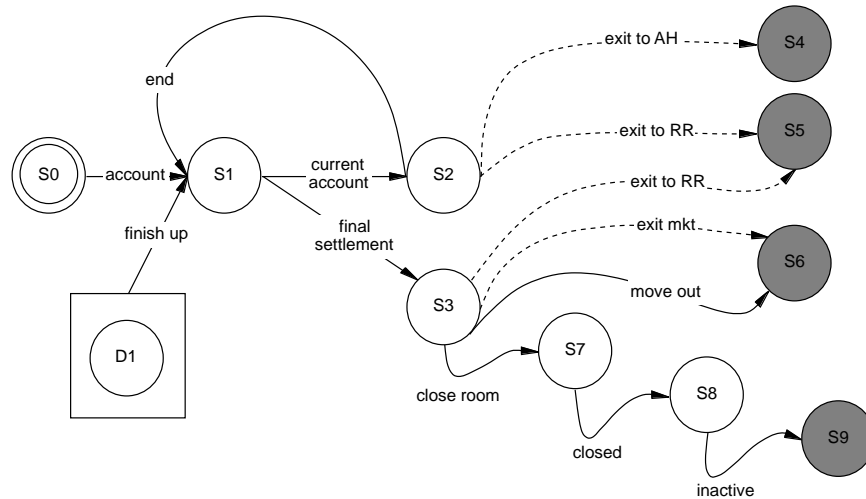 exit to AH
S4
end
exit to RR
S5
S0
account
S1
current
account
S2
exit to RR
finish up
final
settlement
exit mkt
S6
S3
move out
D1
S7
close room
S8
closed
S9
inactive